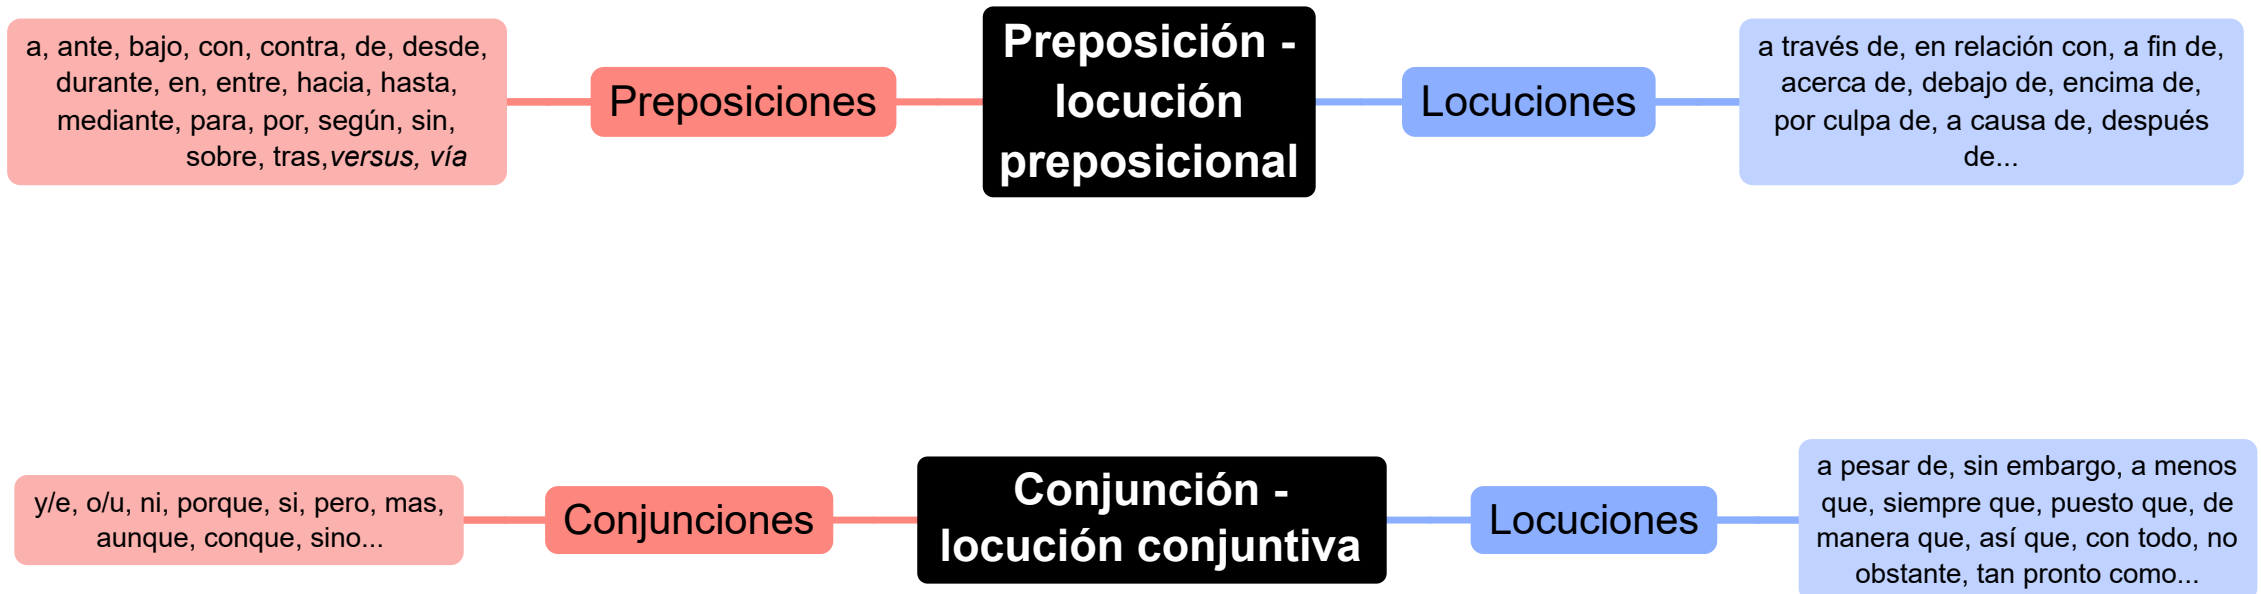 a, ante, bajo, con, contra, de, desde,
durante, en, entre, hacia, hasta,
mediante, para, por, según, sin,
sobre, tras,versus, vía
Preposiciones
Preposición -
locución
preposicional
Locuciones
a través de, en relación con, a fin de,
acerca de, debajo de, encima de,
por culpa de, a causa de, después
de...
y/e, o/u, ni, porque, si, pero, mas,
aunque, conque, sino...
Conjunciones
Conjunción -
locución conjuntiva
Locuciones
a pesar de, sin embargo, a menos
que, siempre que, puesto que, de
manera que, así que, con todo, no
obstante, tan pronto como...